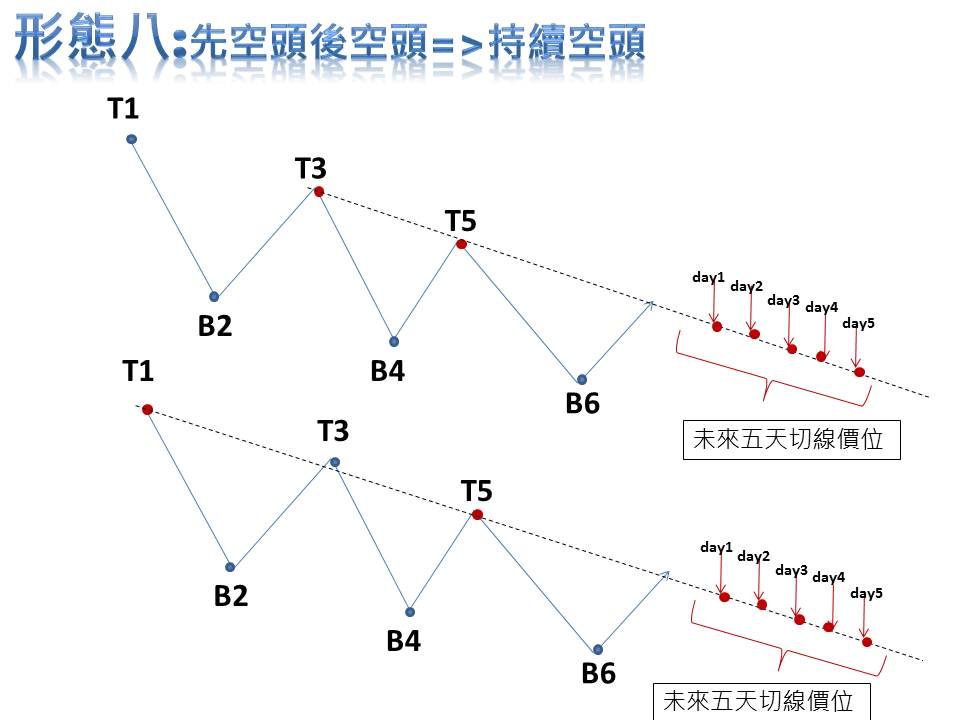 形態八:先空頭後空頭=>持續空頭
T1
T3
T5
B2
B4
B6
day1
day2
day3
day4
day5
未來五天切線價位
T1
T3
T5
B2
B4
B6
day1
day2
day3
day4
day5
未來五天切線價位